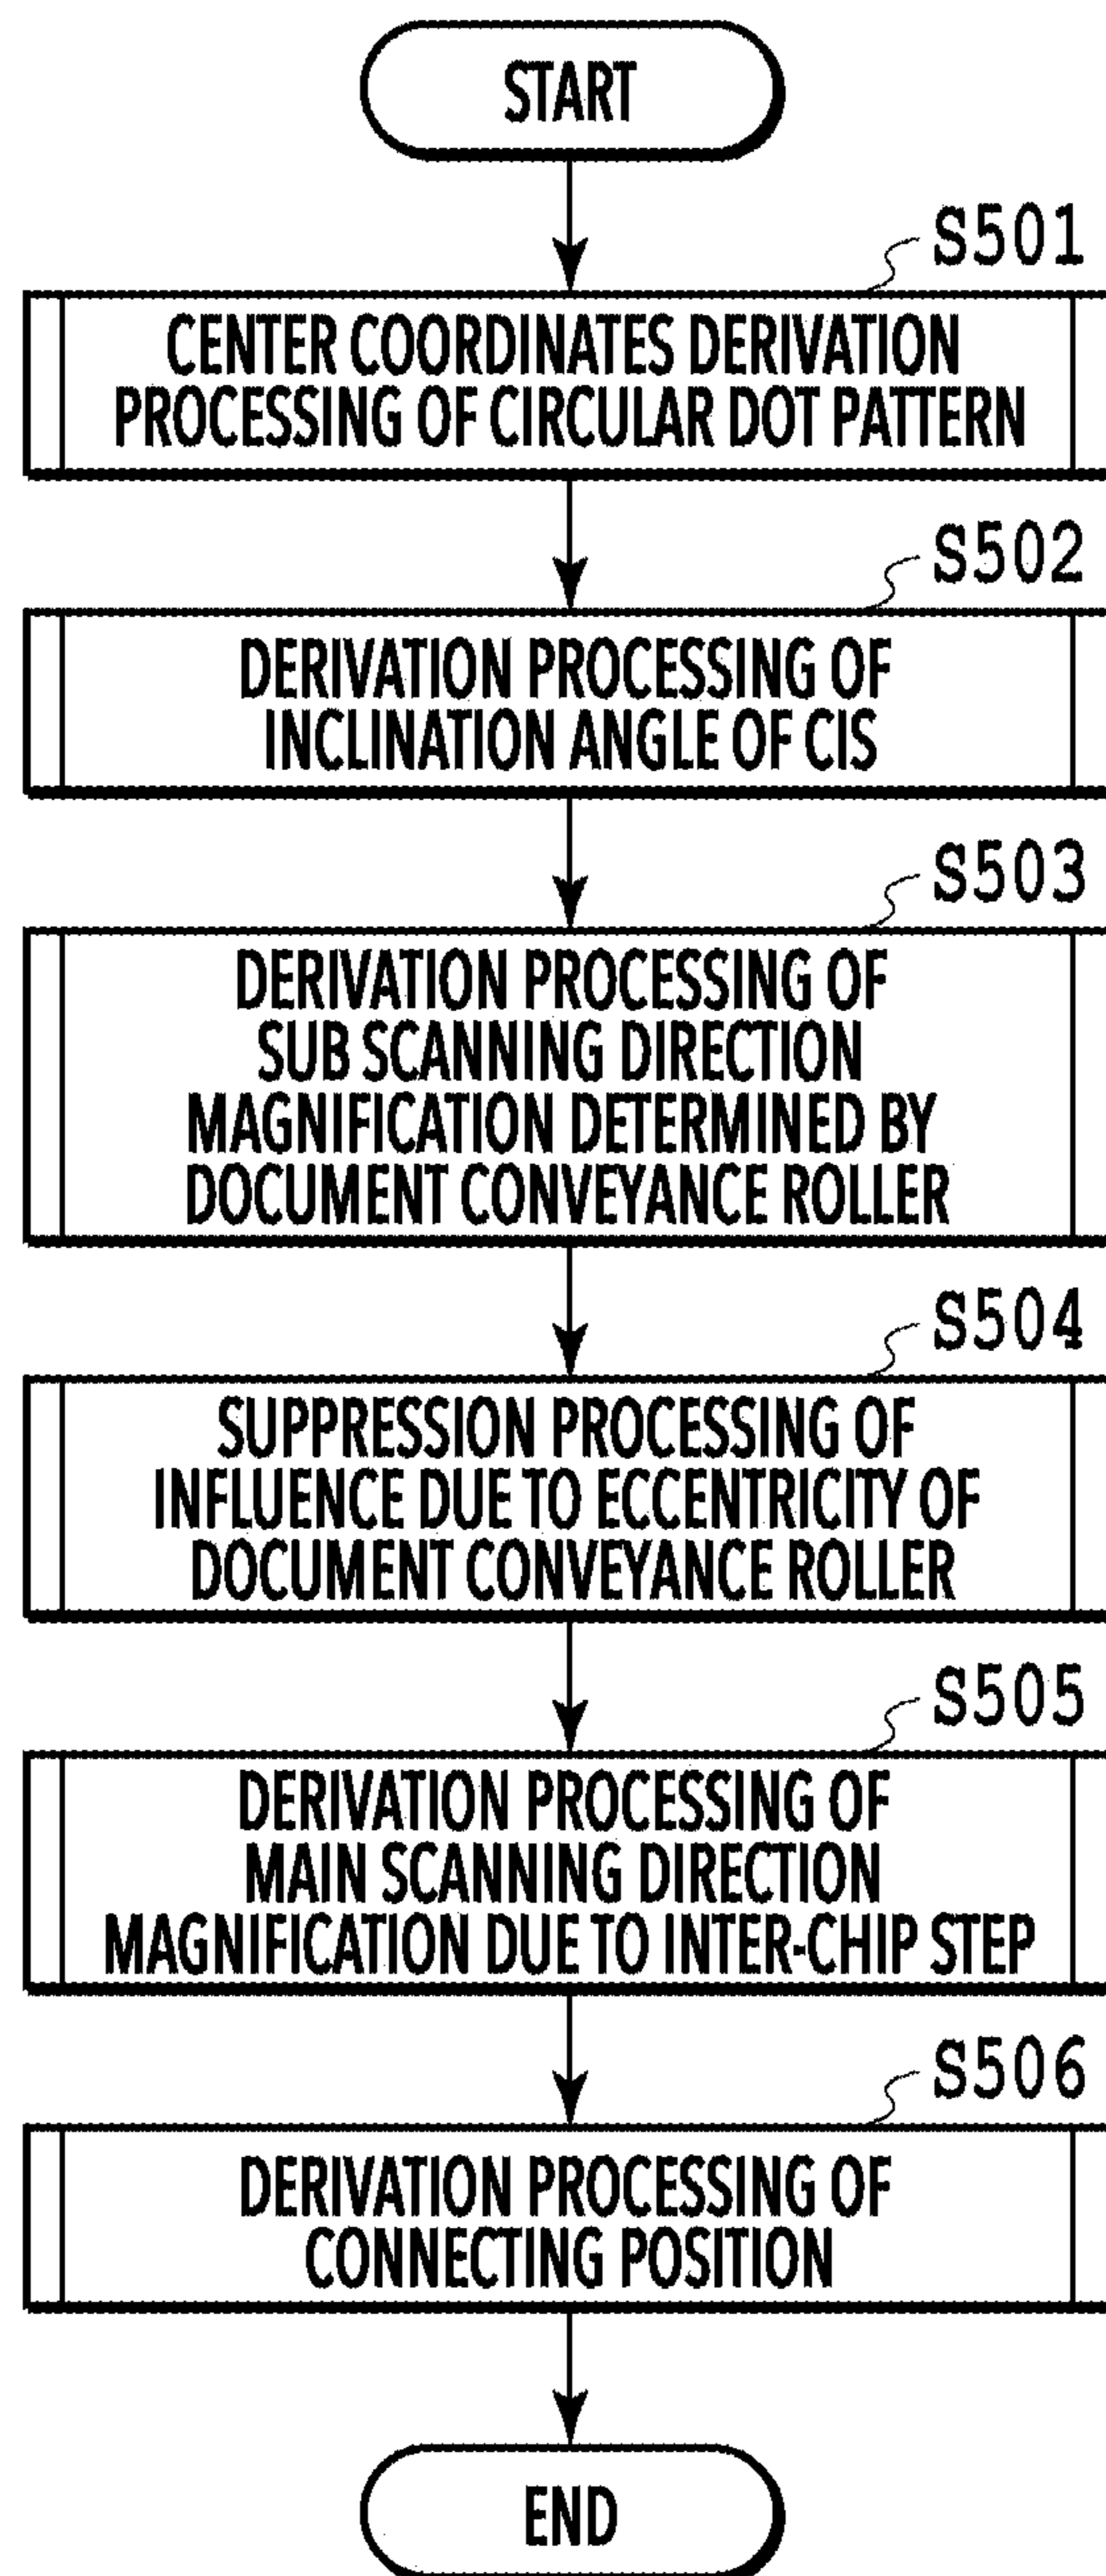 START
S501
CENTER COORDINATES DERIVATION
PROCESSING OF CIRCULAR DOT PATTERN
S502
DERIVATION PROCESSING OF
INCLINATION ANGLE OF CIS
S503
DERIVATION PROCESSING OF
SUB SCANNING DIRECTION
MAGNIFICATION DETERMINED BY
DOCUMENT CONVEYANCE ROLLER
S504
SUPPRESSION PROCESSING OF
INFLUENCE DUE TO ECCENTRICITY OF
DOCUMENT CONVEYANCE ROLLER
S505
DERIVATION PROCESSING OF
MAIN SCANNING DIRECTION
MAGNIFICATION DUE TO INTER-CHIP STEP
S506
DERIVATION PROCESSING OF
CONNECTING POSITION
END